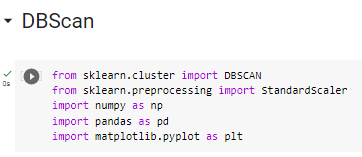 DBScan
from sklearn.cluster import DBSCAN
0s
from sklearn.preprocessing import StandardScaler
import numpy as np
import pandas as pd
import matplotlib.pyplot as plt